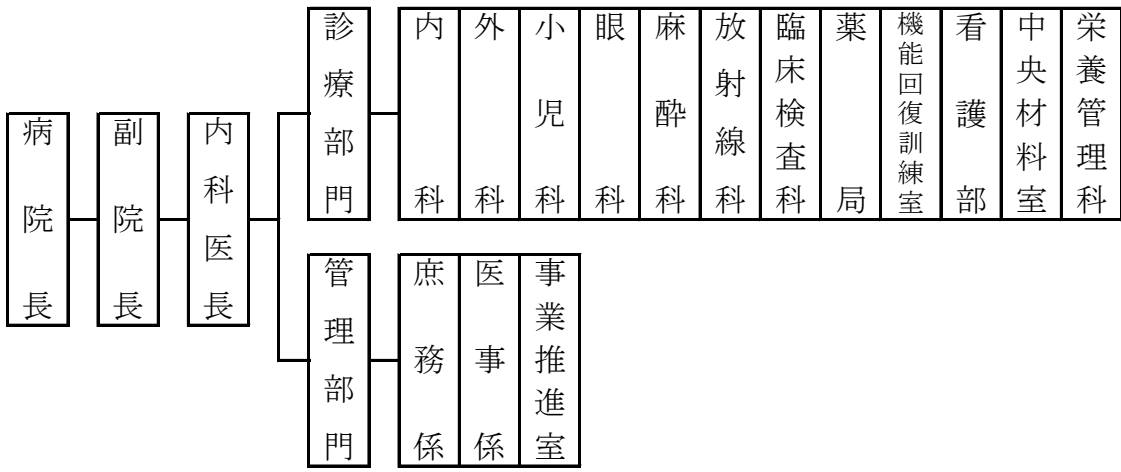 病院長
副院長
内科医長
診療部門
内科
外科
小児科
眼科
麻酔科
放射線科
臨床検査科
薬局
機能回復訓練室
看護部
中央材料室
栄養管理科
管理部門
庶務係
医事係
事業推進室